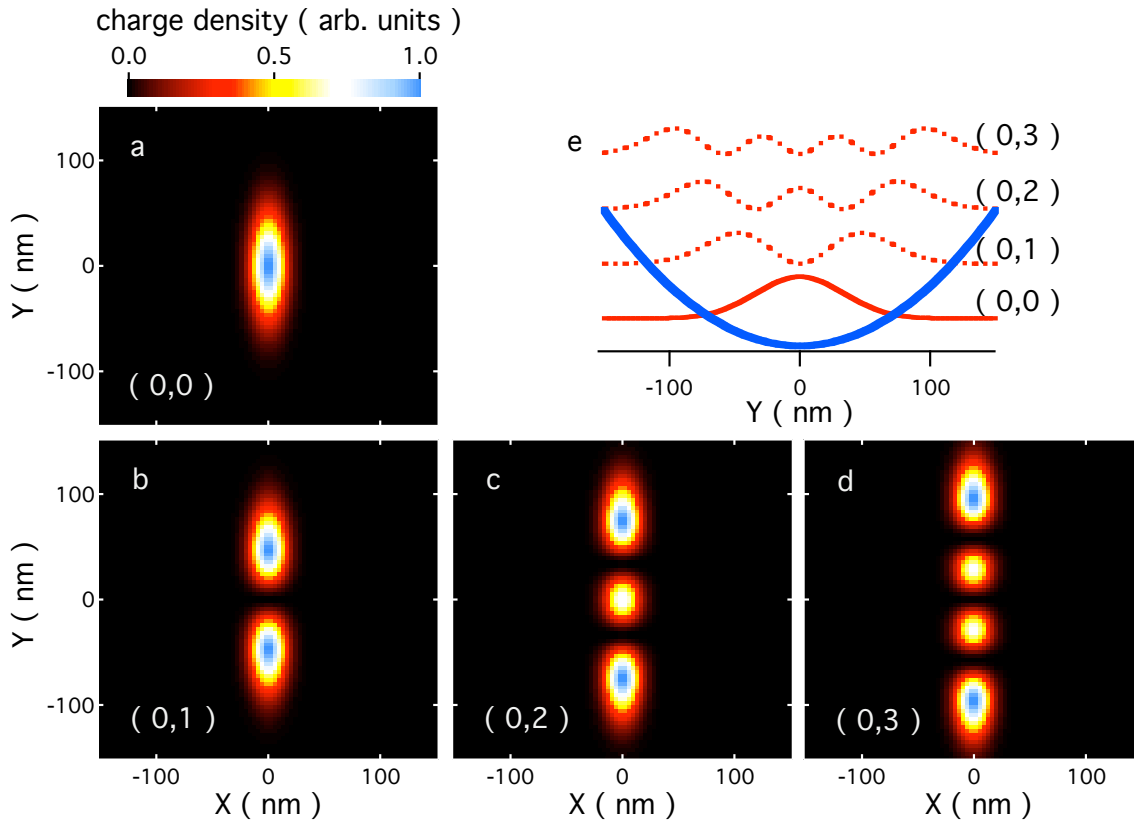 charge density ( arb. units )
0.0 0.5 1.0
a
100
0
-100
Y ( nm )
( 0,0 )
e
( 0,3 )
( 0,2 )
( 0,1 )
( 0,0 )
-100 0 100
Y ( nm )
b
100
0
-100
Y ( nm )
( 0,1 )
-100 0 100
X ( nm )
c
( 0,2 )
-100 0 100
X ( nm )
d
( 0,3 )
-100 0 100
X ( nm )